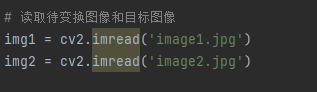 # 读取待变换图像和目标图像
img1 = cv2.imread('image1.jpg')
img2 = cv2.imread('image2.jpg')